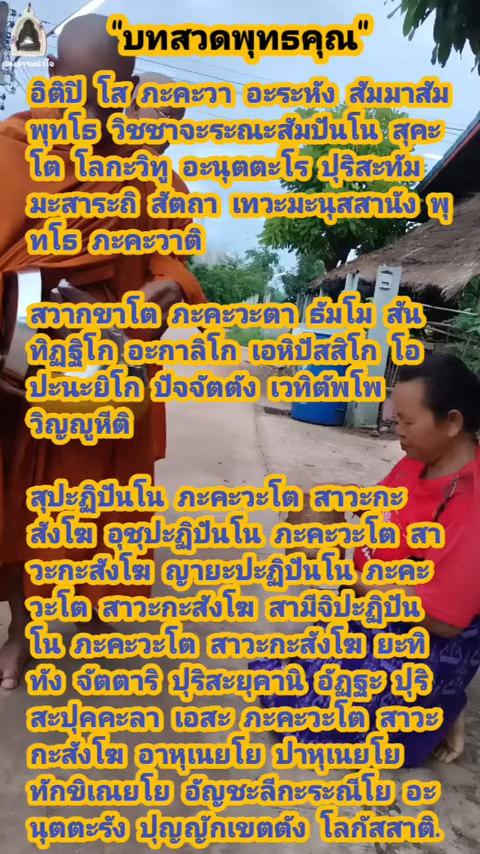 "บทสวดพุทธคุณ"
อิติปิ โส ภะคะวา อะระหัง สัมมาสัม
พุทโธ วิชชาจะระณะสัมปันโน สุคะ
โต โลกะวิทู อะนุตตะโร ปุริสะทัม
มะสาระถิ สัตถา เทวะมะนุสสานัง พุ
ทโธ ภะคะวาติ
สวากขาโต ภะคะวะตา ธัมโม สัน
ทิฏฐิโก อะกาลิโก เอหิปัสสิโก โอ
ปะนะยิโก ปัจจัตตัง เวทิตัพโพ
วิญญูหีติ
สุปะฏิปันโน ภะคะวะโต สาวะกะ
สังโฆ อุชุปะฏิปันโน ภะคะวะโต สา
วะกะสังโฆ ญายะปะฏิปันโน ภะคะ
วะโต สาวะกะสังโฆ สามีจิปะฏิปัน
โน ภะคะวะโต สาวะกะสังโฆ ยะทิ
ทัง จัตตาริ ปุริสะยุคานิ อัฏฐะ ปุริ
สะปุคคะลา เอสะ ภะคะวะโต สาวะ
กะสังโฆ อาหุเนยโย ปาหุเนยโย
ทักขิเณยโย อัญชะลีกะระณีโย อะ
นุตตะรัง ปุญญักเขตตัง โลกัสสาติ.